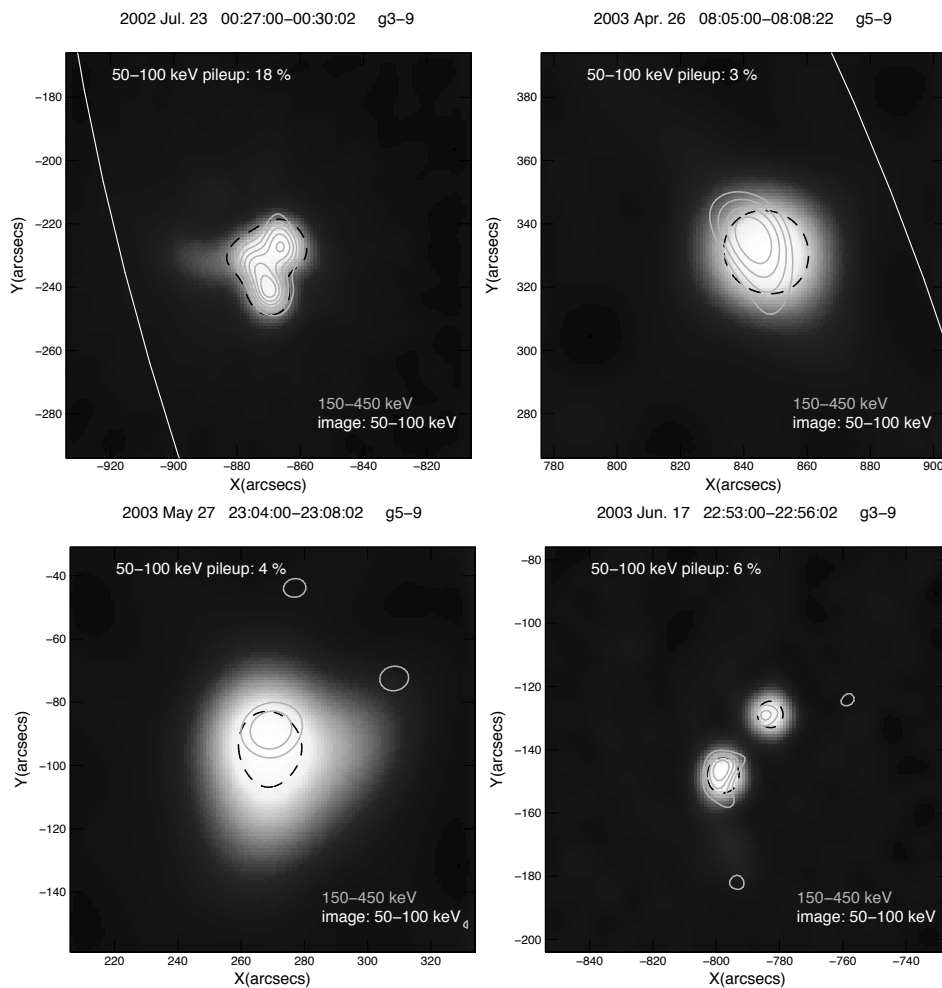 2002 Jul. 23 00:27:00−00:30:02 g3−9
2003 Apr. 26 08:05:00−08:08:22 g5−9
50−100 keV pileup: 18 %
50−100 keV pileup: 3 %
−180
−200
−220
−240
−260
−280
Y(arcsecs)
380
360
340
320
300
280
Y(arcsecs)
150−450 keV
image: 50−100 keV
150−450 keV
image: 50−100 keV
−920 −900 −880 −860 −840 −820
X(arcsecs)
780 800 820 840 860 880 900
X(arcsecs)
2003 May 27 23:04:00−23:08:02 g5−9
2003 Jun. 17 22:53:00−22:56:02 g3−9
50−100 keV pileup: 4 %
50−100 keV pileup: 6 %
−40
−60
−80
−100
−120
−140
Y(arcsecs)
−80
−100
−120
−140
−160
−180
−200
Y(arcsecs)
150−450 keV
image: 50−100 keV
150−450 keV
image: 50−100 keV
220 240 260 280 300 320
X(arcsecs)
−840 −820 −800 −780 −760 −740
X(arcsecs)